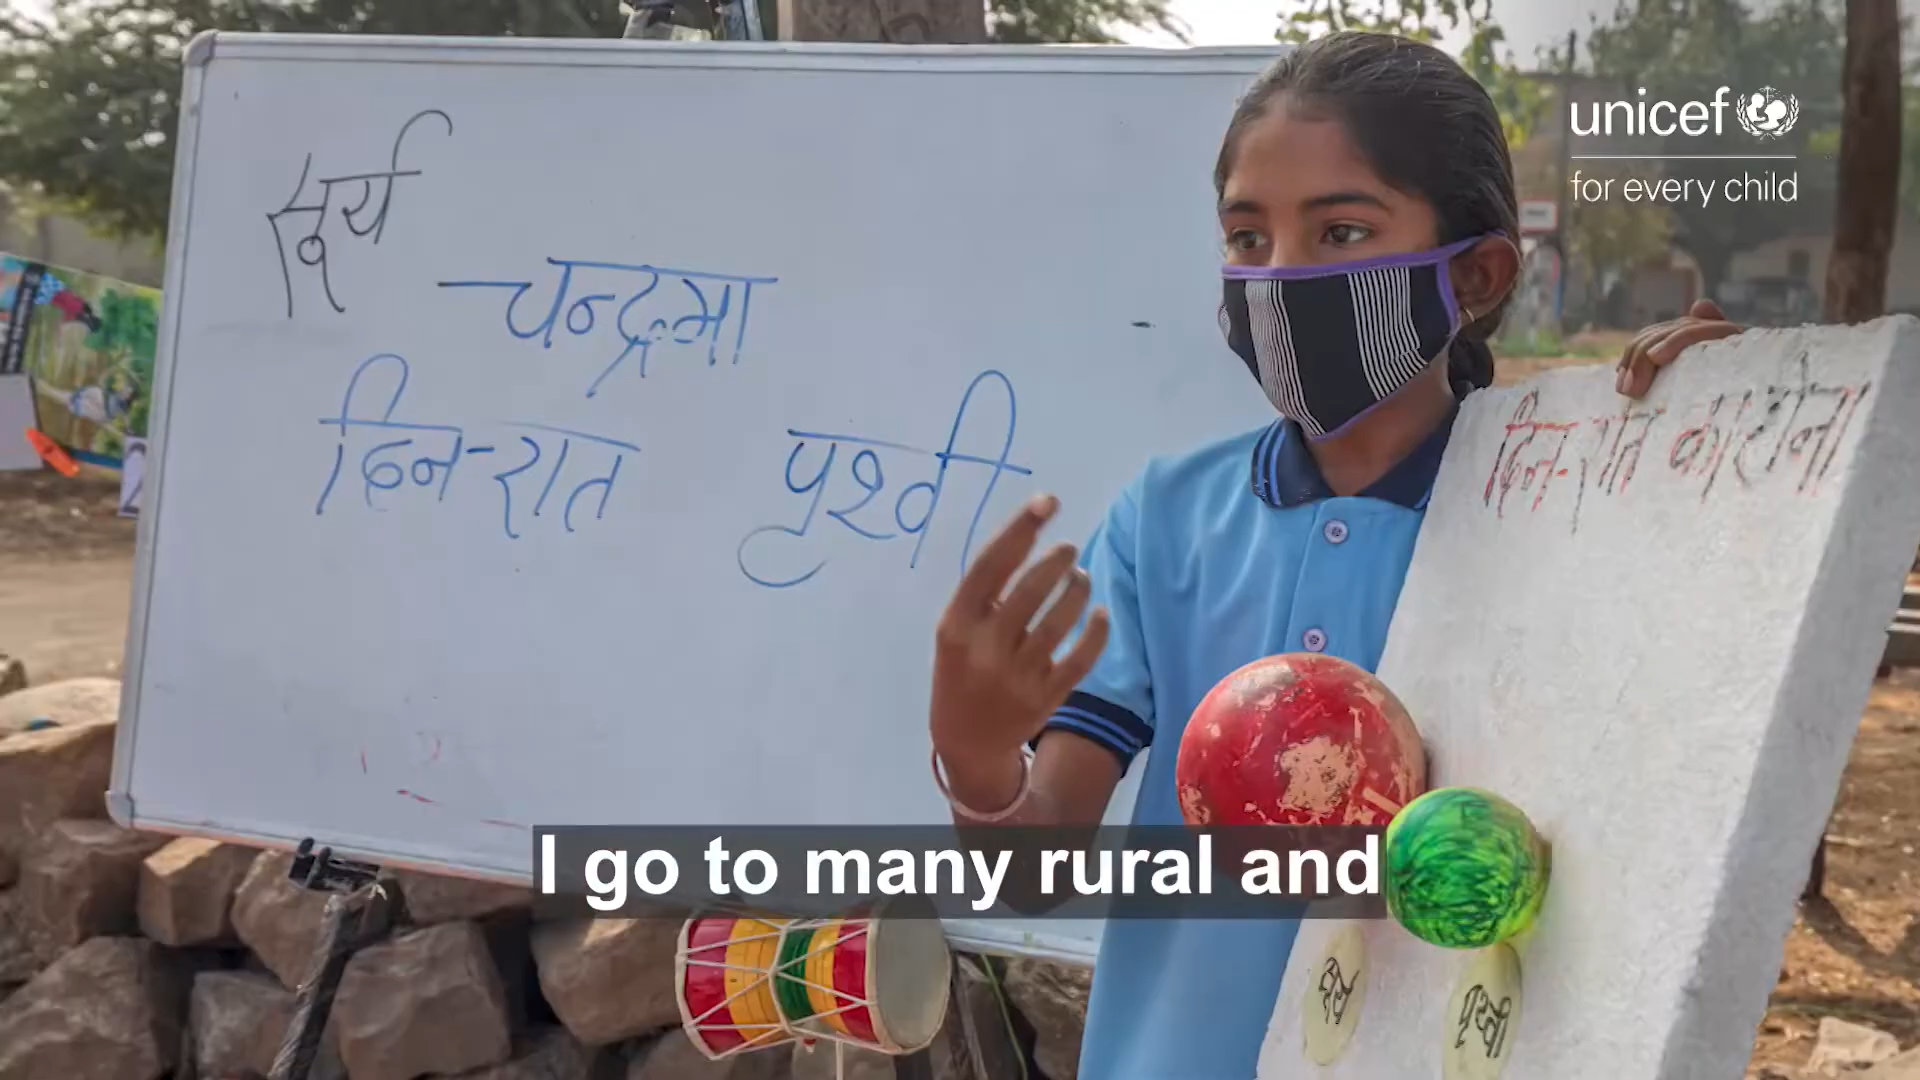 सूर्य
चन्द्रमा
दिन-रात पृथ्वी
unicef
for every child
दिन-रात का होना
I go to many rural and
सूर्य
पृथ्वी